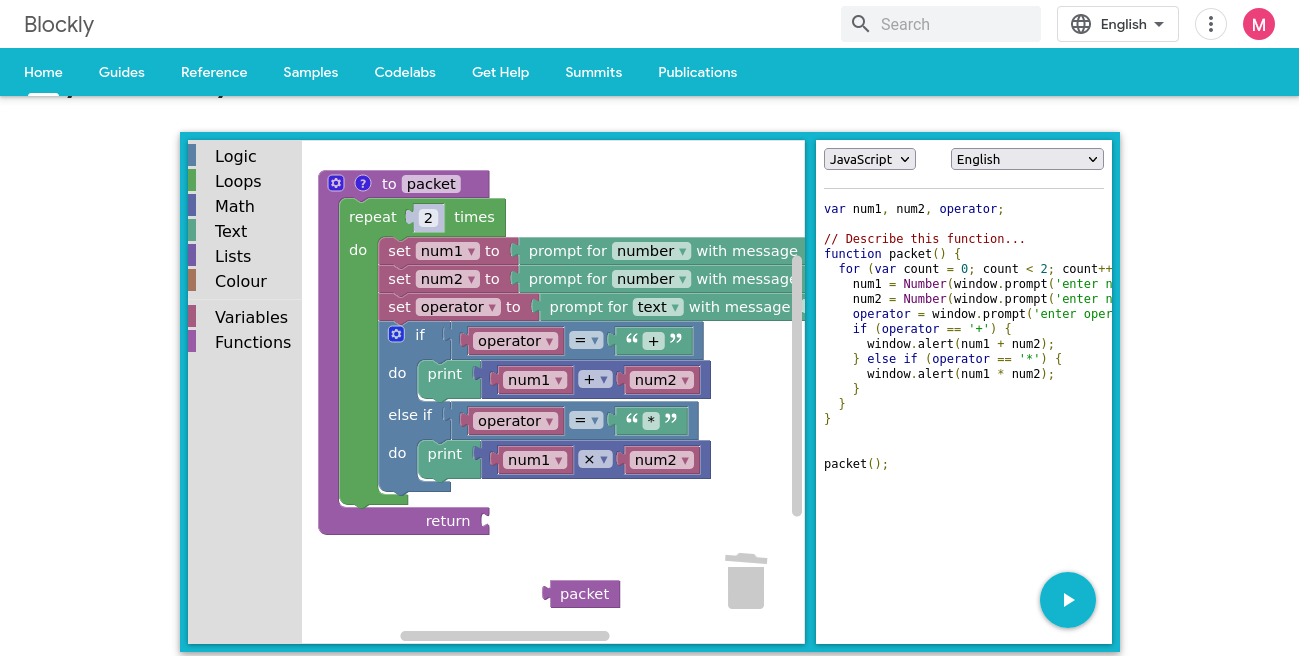 Blockly
Search
English
M
Home Guides Reference Samples Codelabs Get Help Summits Publications
Logic
Loops
Math
Text
Lists
Colour
Variables
Functions
? to packet
repeat 2 times
do set num1 to prompt for number with message
set num2 to prompt for number with message
set operator to prompt for text with message
if operator = “ + ”
do print num1 + num2
else if operator = “ * ”
do print num1 × num2
return
packet
JavaScript English
var num1, num2, operator;
// Describe this function...
function packet() {
for (var count = 0; count < 2; count++
num1 = Number(window.prompt('enter n
num2 = Number(window.prompt('enter n
operator = window.prompt('enter oper
if (operator == '+') {
window.alert(num1 + num2);
} else if (operator == '*') {
window.alert(num1 * num2);
}
}
}
packet();